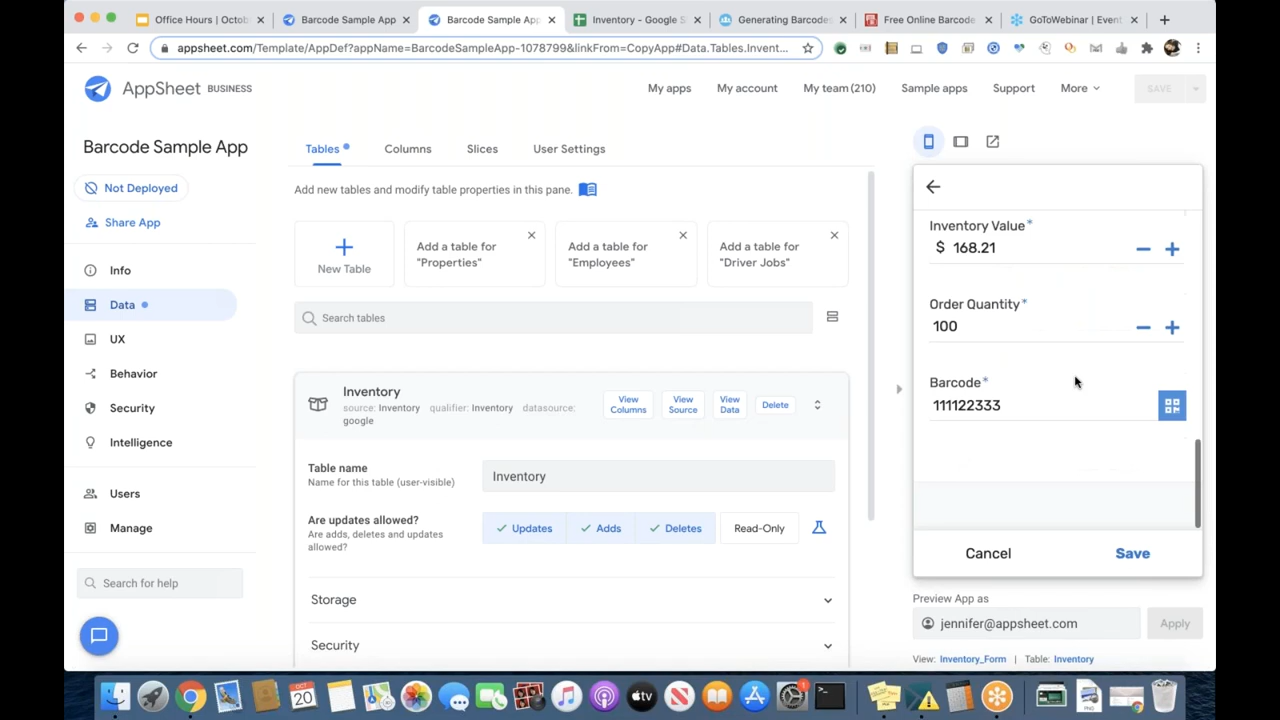 Office Hours | Octob
Barcode Sample App
Barcode Sample App
Inventory - Google S
Generating Barcodes
Free Online Barcode
GoToWebinar | Event
appsheet.com/Template/AppDef?appName=BarcodeSampleApp-1078799&linkFrom=CopyApp#Data.Tables.Invent...
AppSheet BUSINESS
My apps
My account
My team (210)
Sample apps
Support
More
SAVE
Barcode Sample App
Not Deployed
Share App
Info
Data
UX
Behavior
Security
Intelligence
Users
Manage
Search for help
Tables
Columns
Slices
User Settings
Add new tables and modify table properties in this pane.
New Table
Add a table for
"Properties"
Add a table for
"Employees"
Add a table for
"Driver Jobs"
Search tables
Inventory
source: Inventory qualifier: Inventory datasource:
google
View
Columns
View
Source
View
Data
Delete
Table name
Name for this table (user-visible)
Inventory
Are updates allowed?
Are adds, deletes and updates
allowed?
Updates
Adds
Deletes
Read-Only
Storage
Security
Inventory Value*
$ 168.21
Order Quantity*
100
Barcode*
111122333
Cancel
Save
Preview App as
jennifer@appsheet.com
Apply
View: Inventory_Form | Table: Inventory
OCT
20
tv
1